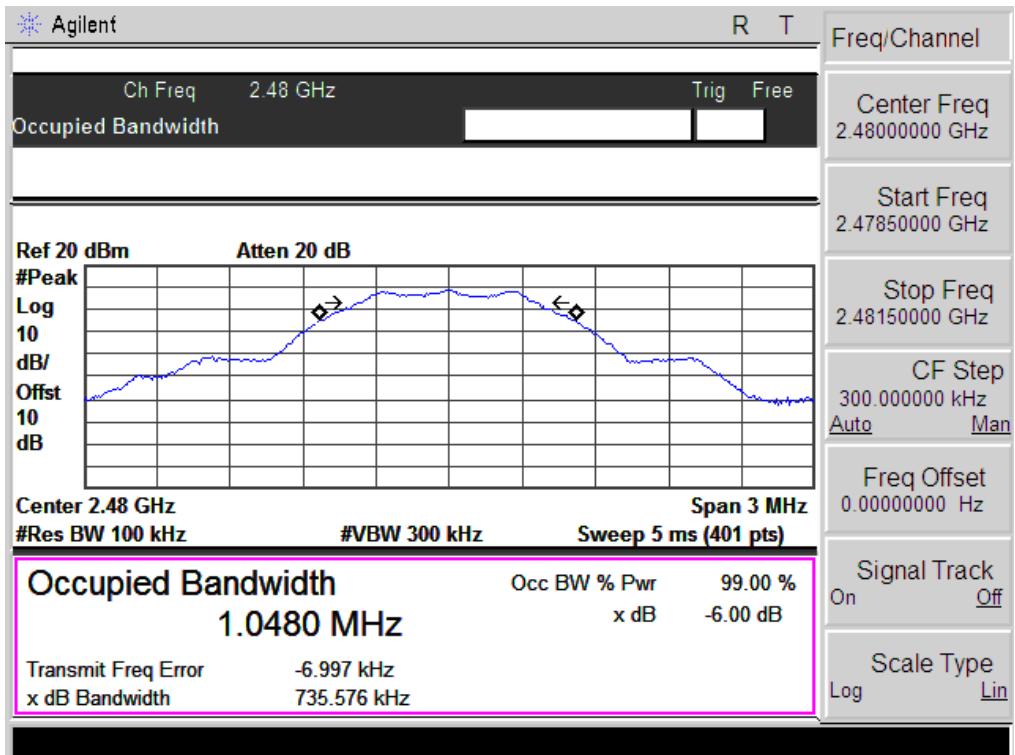 Agilent R T
Freq/Channel
Ch Freq 2.48 GHz Trig Free
Occupied Bandwidth
Center Freq
2.48000000 GHz
Start Freq
2.47850000 GHz
Stop Freq
2.48150000 GHz
CF Step
300.000000 kHz
Auto Man
Freq Offset
0.00000000 Hz
Signal Track
On Off
Scale Type
Log Lin
Ref 20 dBm Atten 20 dB
#Peak
Log
10
dB/
Offst
10
dB
Center 2.48 GHz Span 3 MHz
#Res BW 100 kHz #VBW 300 kHz Sweep 5 ms (401 pts)
Occupied Bandwidth Occ BW % Pwr 99.00 %
1.0480 MHz x dB -6.00 dB
Transmit Freq Error -6.997 kHz
x dB Bandwidth 735.576 kHz